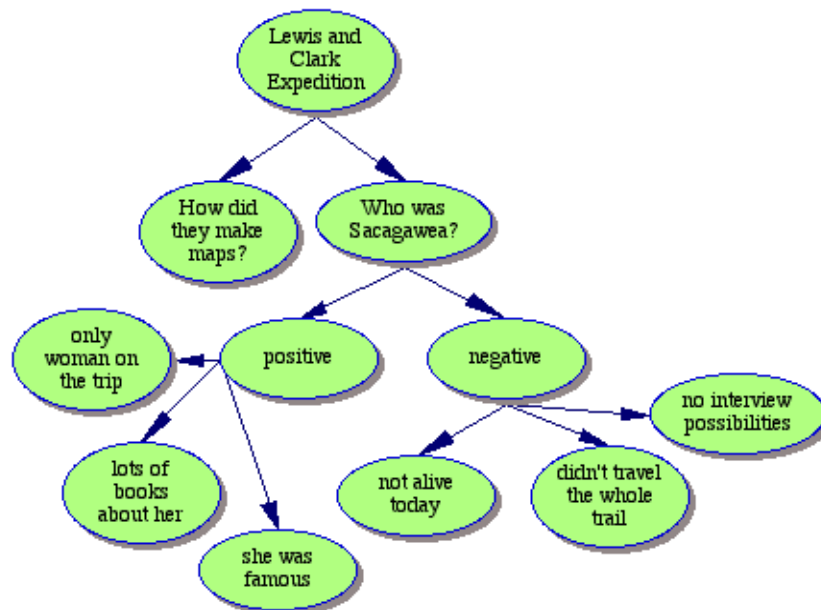 Lewis and
Clark
Expedition
How did
they make
maps?
Who was
Sacagawea?
only
woman on
the trip
positive
negative
no interview
possibilities
lots of
books
about her
not alive
today
didn't travel
the whole
trail
she was
famous